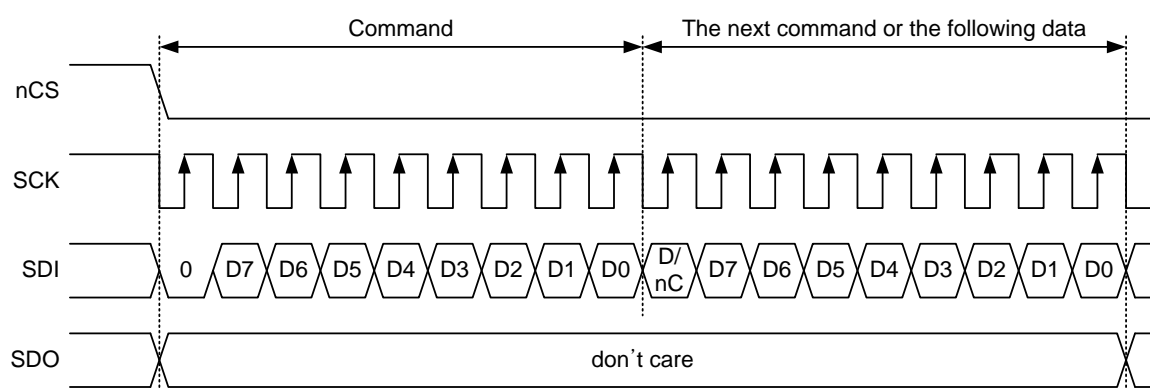 Command The next command or the following data
nCS
SCK
SDI 0 D7 D6 D5 D4 D3 D2 D1 D0 D/ nC D7 D6 D5 D4 D3 D2 D1 D0
SDO don't care